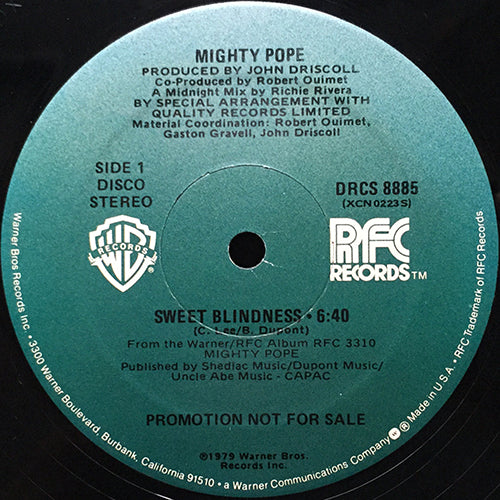 MIGHTY POPE
PRODUCED BY JOHN DRISCOLL
Co-Produced by Robert Ouimet
A Midnight Mix by Richie Rivera
BY SPECIAL ARRANGEMENT WITH
QUALITY RECORDS LIMITED
Material Coordination: Robert Ouimet,
Gaston Gravell, John Driscoll
SIDE 1
DISCO
STEREO
DRCS 8885
(XCN 0223 S)
WB
RECORDS
RFC
RECORDS™
SWEET BLINDNESS • 6:40
(C. Lee/B. Dupont)
From the Warner/RFC Album RFC 3310
MIGHTY POPE
Published by Shediac Music/Dupont Music/
Uncle Abe Music - CAPAC
PROMOTION NOT FOR SALE
℗1979 Warner Bros.
Records Inc.
Warner Bros Records Inc. • 3300 Warner Boulevard, Burbank, California 91510 • a Warner Communications Company ® Made in U.S.A. • RFC Trademark of RFC Records